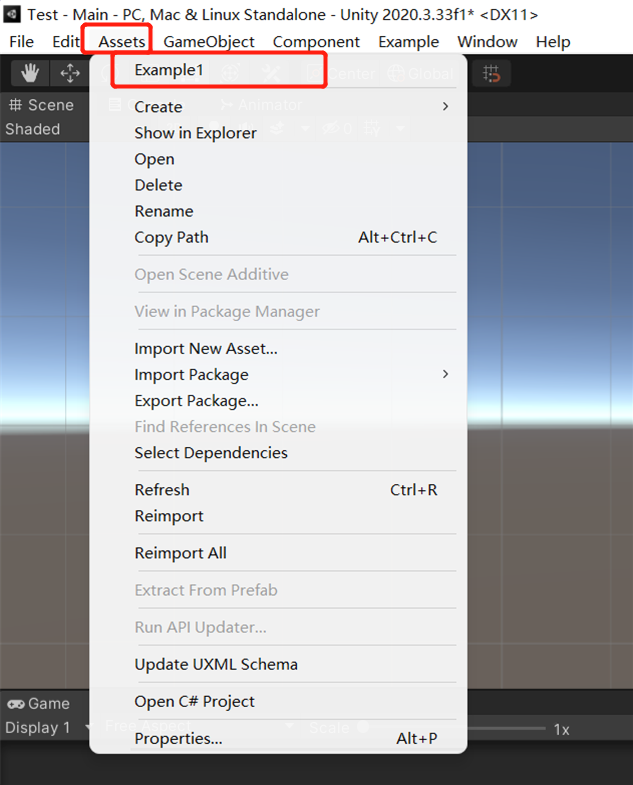 Test - Main - PC, Mac & Linux Standalone - Unity 2020.3.33f1* <DX11>
File Edit Assets GameObject Component Example Window Help
Example1
Center Global
Scene Animator
Create
Shaded
Show in Explorer
Open
Delete
Rename
Copy Path Alt+Ctrl+C
Open Scene Additive
View in Package Manager
Import New Asset...
Import Package
Export Package...
Find References In Scene
Select Dependencies
Refresh Ctrl+R
Reimport
Reimport All
Extract From Prefab
Run API Updater...
Update UXML Schema
Open C# Project
Game
Display 1 Free Aspect Scale 1x
Properties... Alt+P